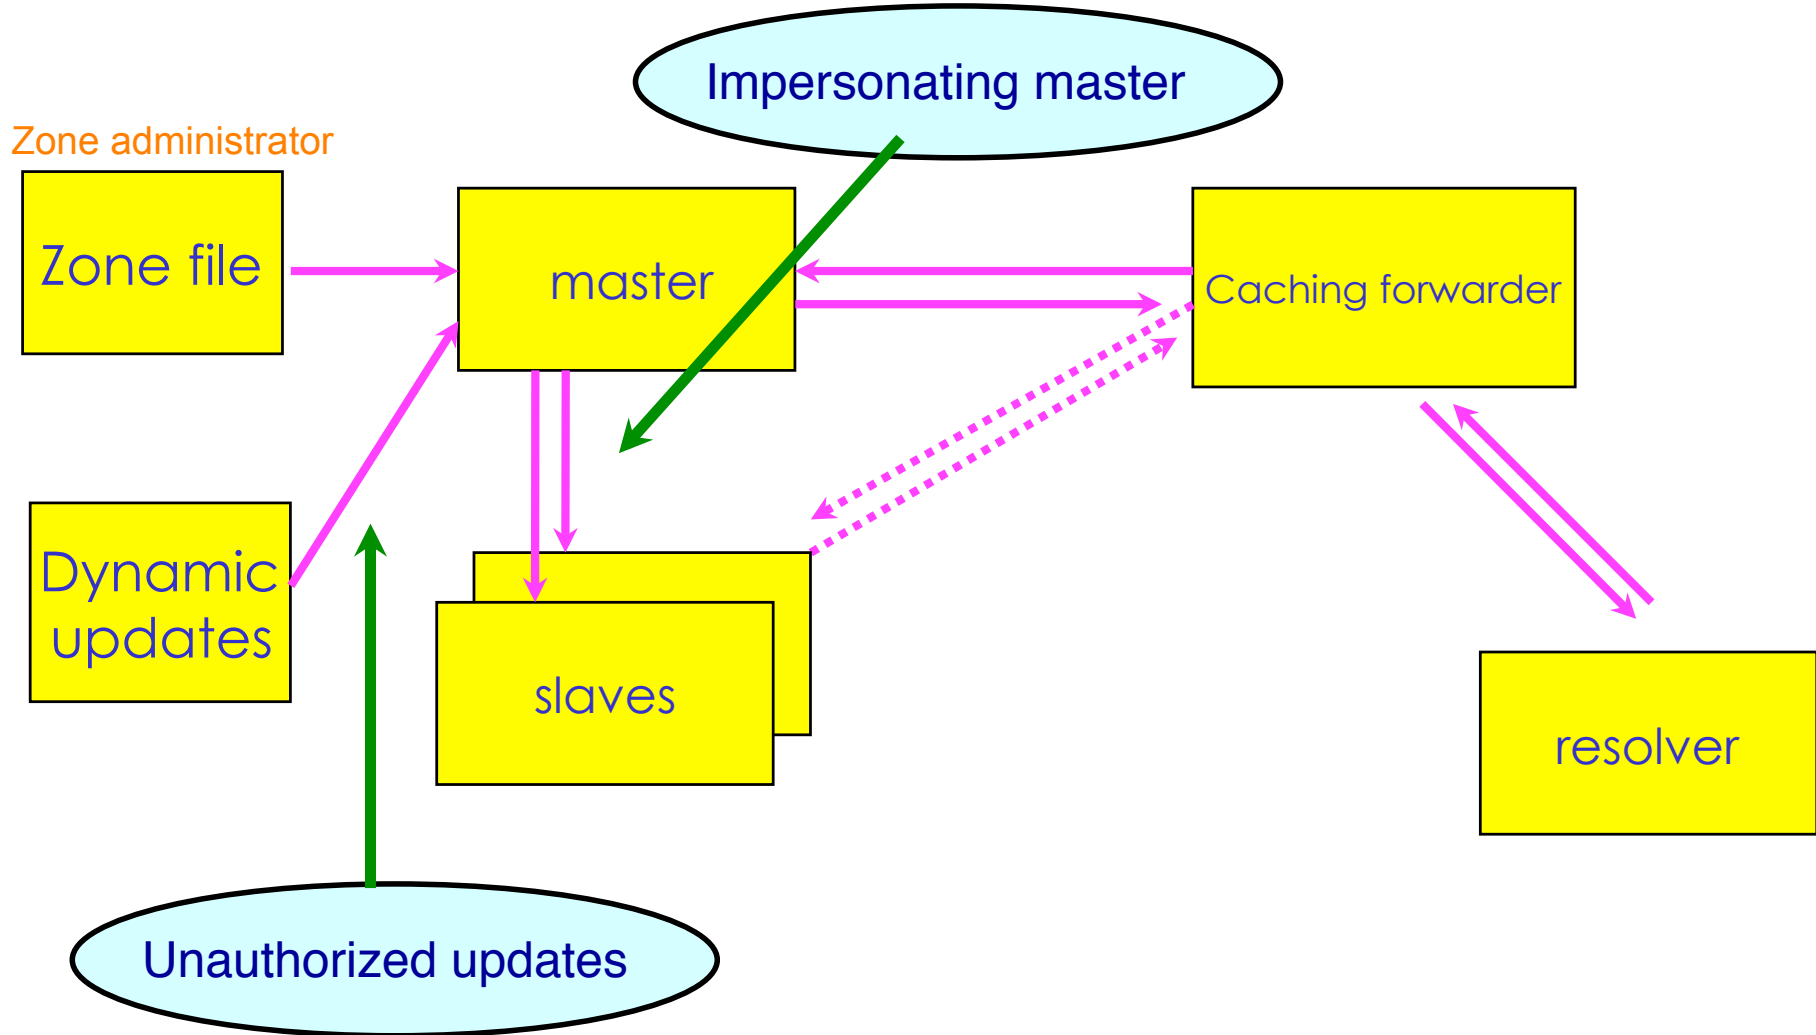 Impersonating master
Zone administrator
Zone file
master
Caching forwarder
Dynamic
updates
slaves
resolver
Unauthorized updates